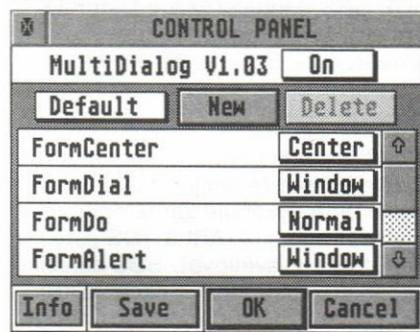 CONTROL PANEL
MultiDialog V1.03 On
Default New Delete
FormCenter Center
FormDial Window
FormDo Normal
FormAlert Window
Info Save OK Cancel